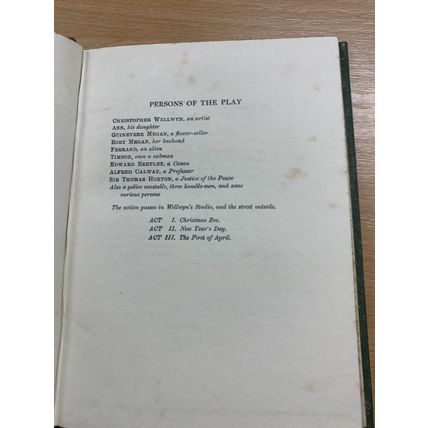 PERSONS OF THE PLAY
CHRISTOPHER WELLWYN, an artist
ANN, his daughter
GUINEVERE MEGAN, a flower-seller
RORY MEGAN, her husband
FERRAND, an alien
TIMSON, once a cabman
EDWARD BERTLEY, a Canon
ALFRED CALWAY, a Professor
SIR THOMAS HOXTON, a Justice of the Peace
Also a police constable, three humble-men, and some
curious persons
The action passes in Wellwyn's Studio, and the street outside.
ACT I. Christmas Eve.
ACT II. New Year's Day.
ACT III. The First of April.